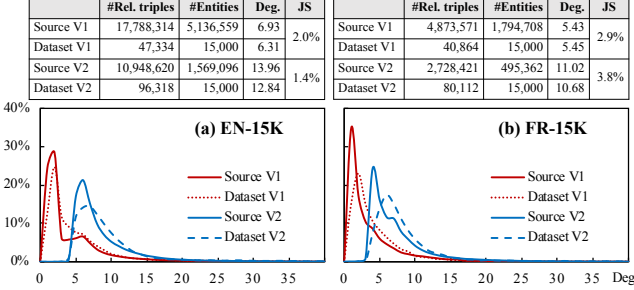 #Rel. triples #Entities Deg. JS
Source V1 17,788,314 5,136,559 6.93 2.0%
Dataset V1 47,334 15,000 6.31
Source V2 10,948,620 1,569,096 13.96 1.4%
Dataset V2 96,318 15,000 12.84
#Rel. triples #Entities Deg. JS
Source V1 4,873,571 1,794,708 5.43 2.9%
Dataset V1 40,864 15,000 5.45
Source V2 2,728,421 495,362 11.02 3.8%
Dataset V2 80,112 15,000 10.68
40%
30%
20%
10%
0%
(a) EN-15K
Source V1
Dataset V1
Source V2
Dataset V2
0 5 10 15 20 25 30 35
(b) FR-15K
Source V1
Dataset V1
Source V2
Dataset V2
0 5 10 15 20 25 30 35 Deg